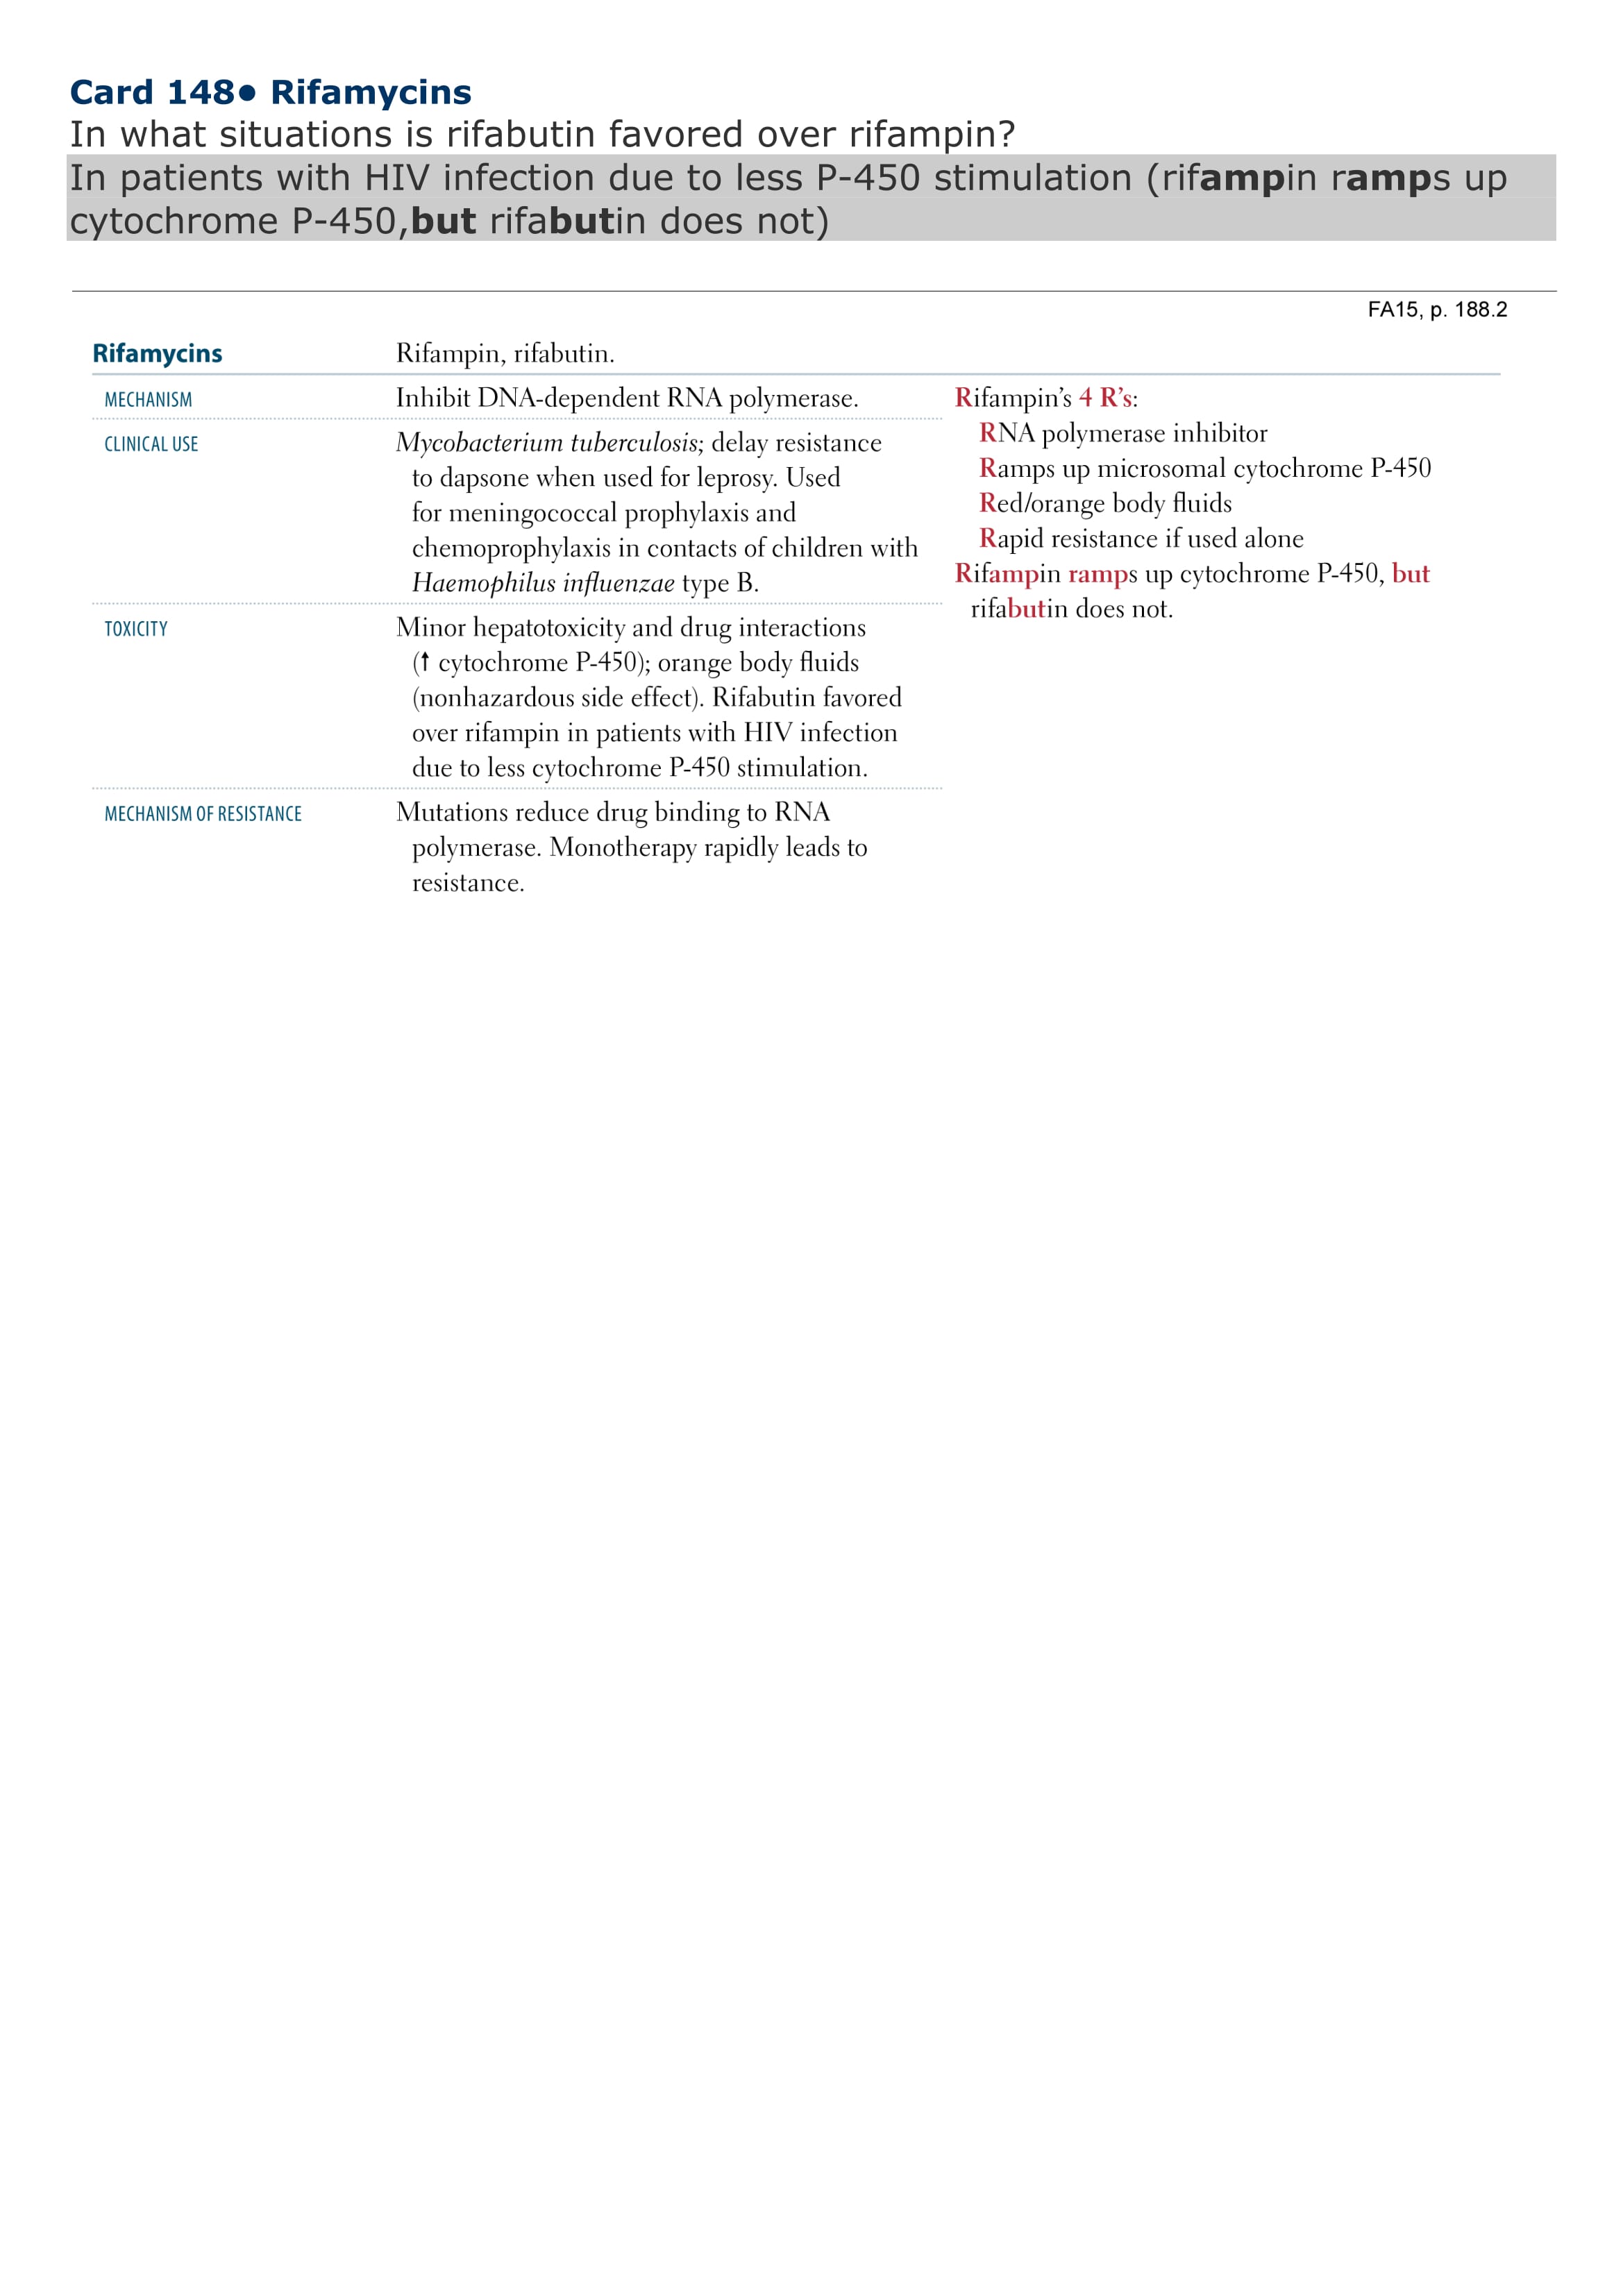 Card 148• Rifamycins
In what situations is rifabutin favored over rifampin?
In patients with HIV infection due to less P-450 stimulation (rifampin ramps up
cytochrome P-450,but rifabutin does not)
FA15, p. 188.2
Rifamycins Rifampin, rifabutin.
MECHANISM Inhibit DNA-dependent RNA polymerase.
CLINICAL USE Mycobacterium tuberculosis; delay resistance
to dapsone when used for leprosy. Used
for meningococcal prophylaxis and
chemoprophylaxis in contacts of children with
Haemophilus influenzae type B.
TOXICITY Minor hepatotoxicity and drug interactions
(↑ cytochrome P-450); orange body fluids
(nonhazardous side effect). Rifabutin favored
over rifampin in patients with HIV infection
due to less cytochrome P-450 stimulation.
MECHANISM OF RESISTANCE Mutations reduce drug binding to RNA
polymerase. Monotherapy rapidly leads to
resistance.
Rifampin’s 4 R’s:
RNA polymerase inhibitor
Ramps up microsomal cytochrome P-450
Red/orange body fluids
Rapid resistance if used alone
Rifampin ramps up cytochrome P-450, but
rifabutin does not.